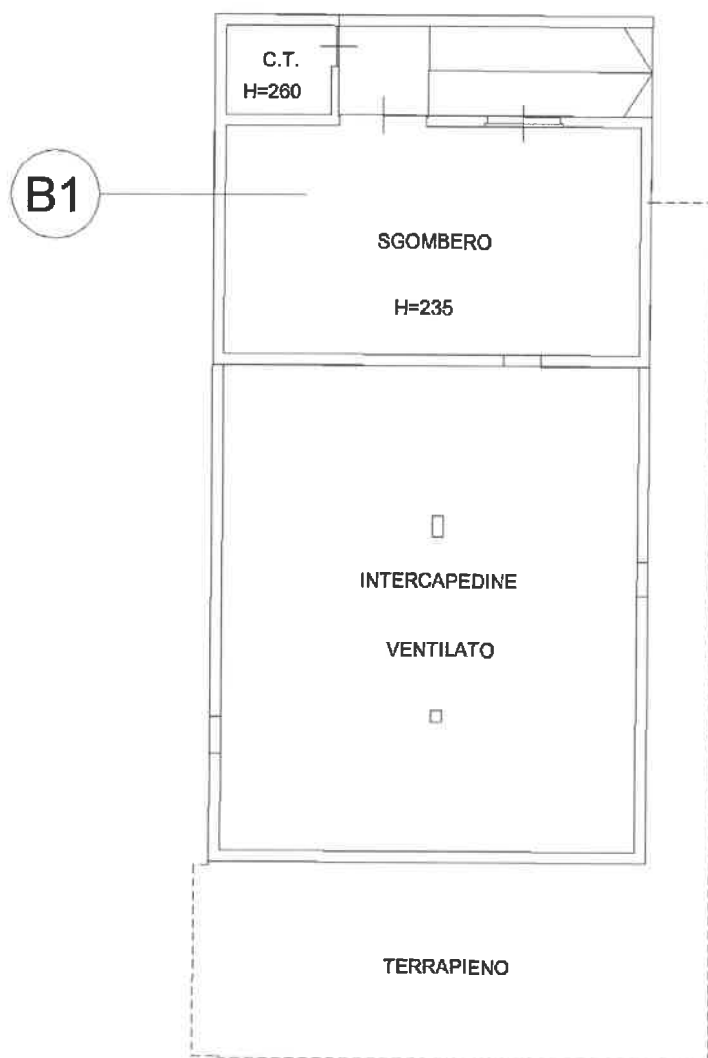 C.T.
H=260
B1
SGOMBERO
H=235
INTERCAPEDINE
VENTILATO
TERRAPIENO